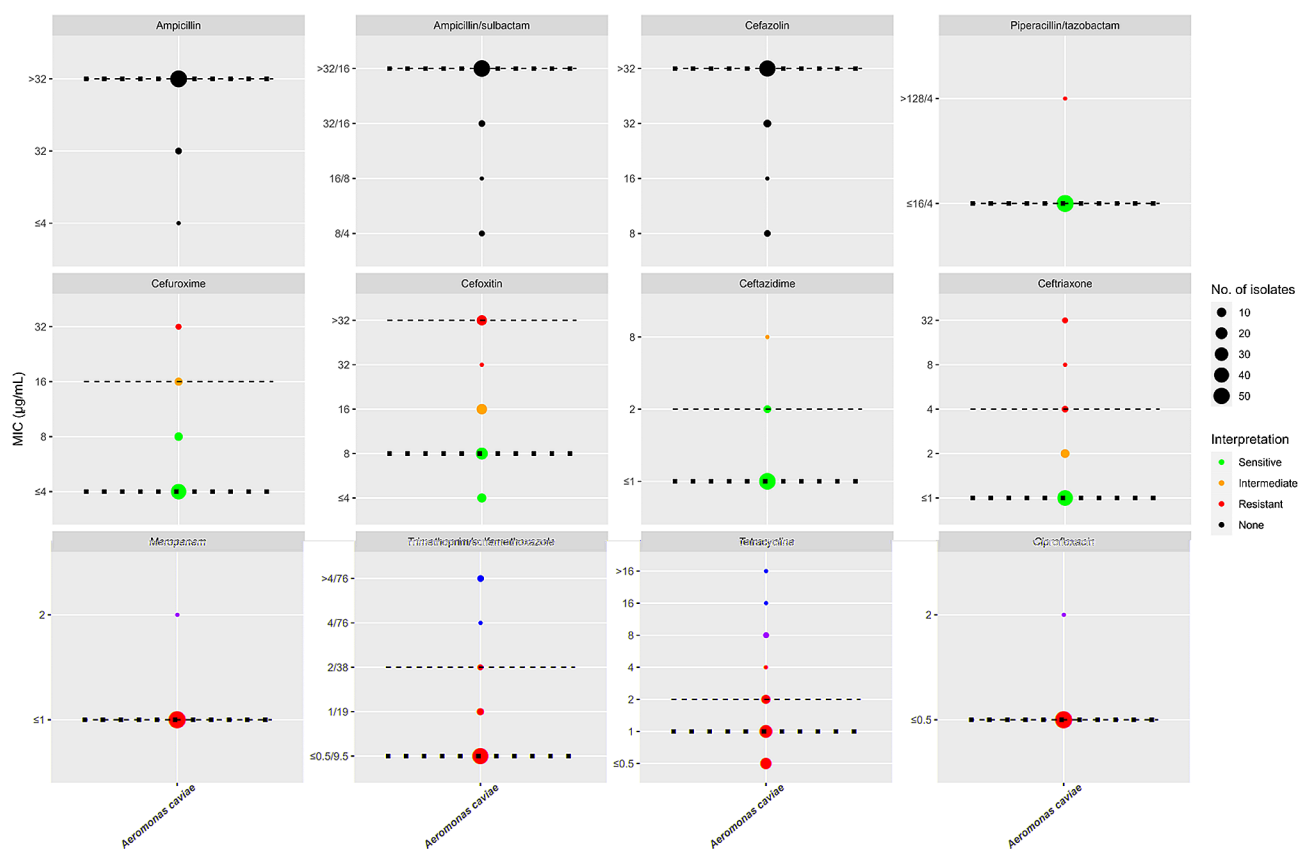 Ampicillin
Ampicillin/sulbactam
Cefazolin
Piperacillin/tazobactam
>32
32
≤4
>32/16
32/16
16/8
8/4
>32
32
16
8
>128/4
≤16/4
Cefuroxime
Cefoxitin
Ceftazidime
Ceftriaxone
32
16
8
≤4
>32
32
16
8
≤4
8
2
≤1
32
8
4
2
≤1
MIC (µg/mL)
Meropenem
Trimethoprim/sulfamethoxazole
Tetracycline
Ciprofloxacin
2
≤1
>4/76
4/76
2/38
1/19
≤0.5/9.5
>16
16
8
4
2
1
≤0.5
2
≤0.5
Aeromonas caviae
Aeromonas caviae
Aeromonas caviae
Aeromonas caviae
No. of isolates
10
20
30
40
50
Interpretation
Sensitive
Intermediate
Resistant
None